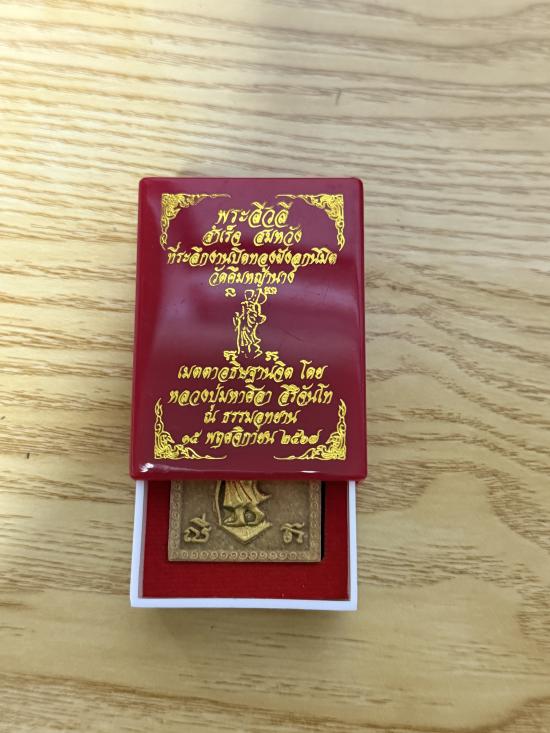 พระสีวลี
สำเร็จ สมหวัง
ที่ระลึกงานปิดทองฝังลูกนิมิต
วัดคีมหญ้านาง
เมตตาอธิษฐานจิต โดย
หลวงปู่มหาศิลา สิริจันโท
ณ ธรรมอุทยาน
๑๕ พฤศจิกายน ๒๕๖๗